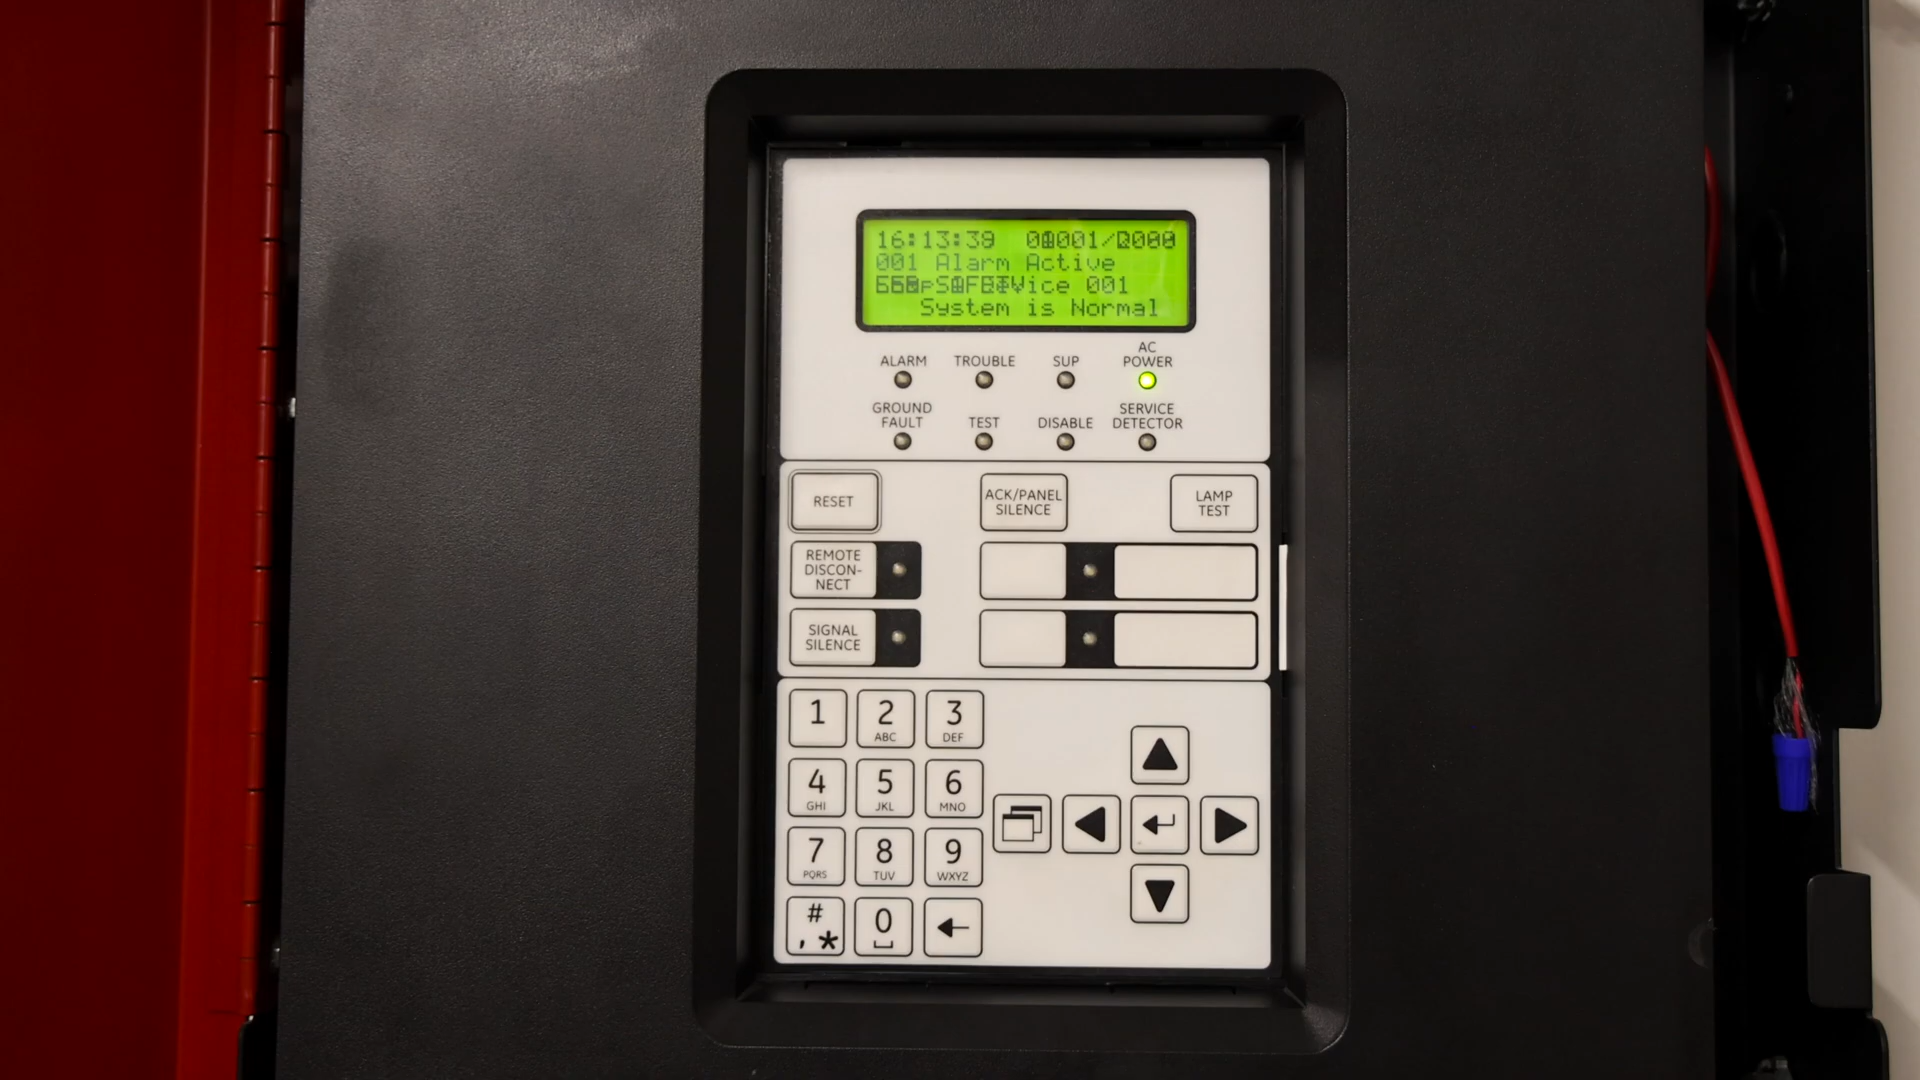 16:13:39
001 Alarm Active
001
System is Normal
ALARM
TROUBLE
SUP
AC
POWER
GROUND
FAULT
TEST
DISABLE
SERVICE
DETECTOR
RESET
ACK/PANEL
SILENCE
LAMP
TEST
REMOTE
DISCON-
NECT
SIGNAL
SILENCE
1
2
ABC
3
DEF
4
GHI
5
JKL
6
MNO
7
PQRS
8
TUV
9
WXYZ
#
, *
0